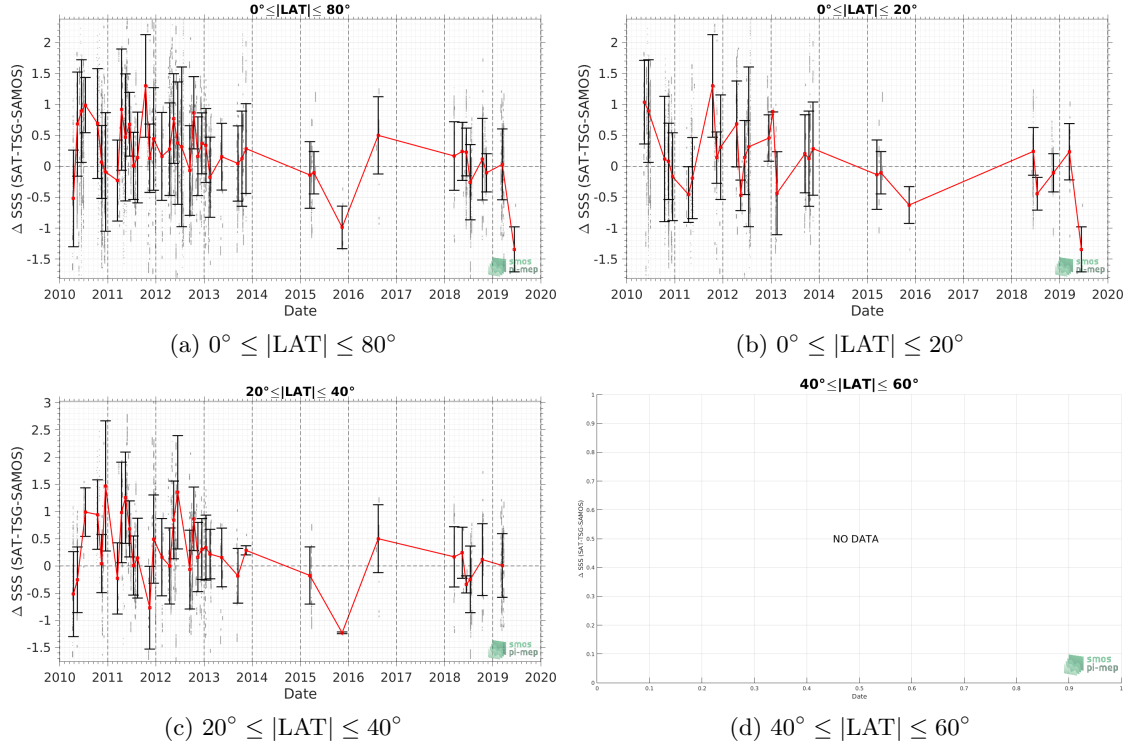 0°≤|LAT|≤ 80°
Δ SSS (SAT-TSG-SAMOS)
2
1.5
1
0.5
0
-0.5
-1
-1.5
2010 2011 2012 2013 2014 2015 2016 2017 2018 2019 2020
Date
smos
pi-mep
(a) 0° ≤ |LAT| ≤ 80°
0°≤|LAT|≤ 20°
Δ SSS (SAT-TSG-SAMOS)
2
1.5
1
0.5
0
-0.5
-1
-1.5
2010 2011 2012 2013 2014 2015 2016 2017 2018 2019 2020
Date
smos
pi-mep
(b) 0° ≤ |LAT| ≤ 20°
20°≤|LAT|≤ 40°
Δ SSS (SAT-TSG-SAMOS)
3
2.5
2
1.5
1
0.5
0
-0.5
-1
-1.5
2010 2011 2012 2013 2014 2015 2016 2017 2018 2019 2020
Date
smos
pi-mep
(c) 20° ≤ |LAT| ≤ 40°
40°≤|LAT|≤ 60°
Δ SSS (SAT-TSG-SAMOS)
1
0.9
0.8
0.7
0.6
0.5
0.4
0.3
0.2
0.1
0
NO DATA
0 0.1 0.2 0.3 0.4 0.5 0.6 0.7 0.8 0.9 1
Date
smos
pi-mep
(d) 40° ≤ |LAT| ≤ 60°